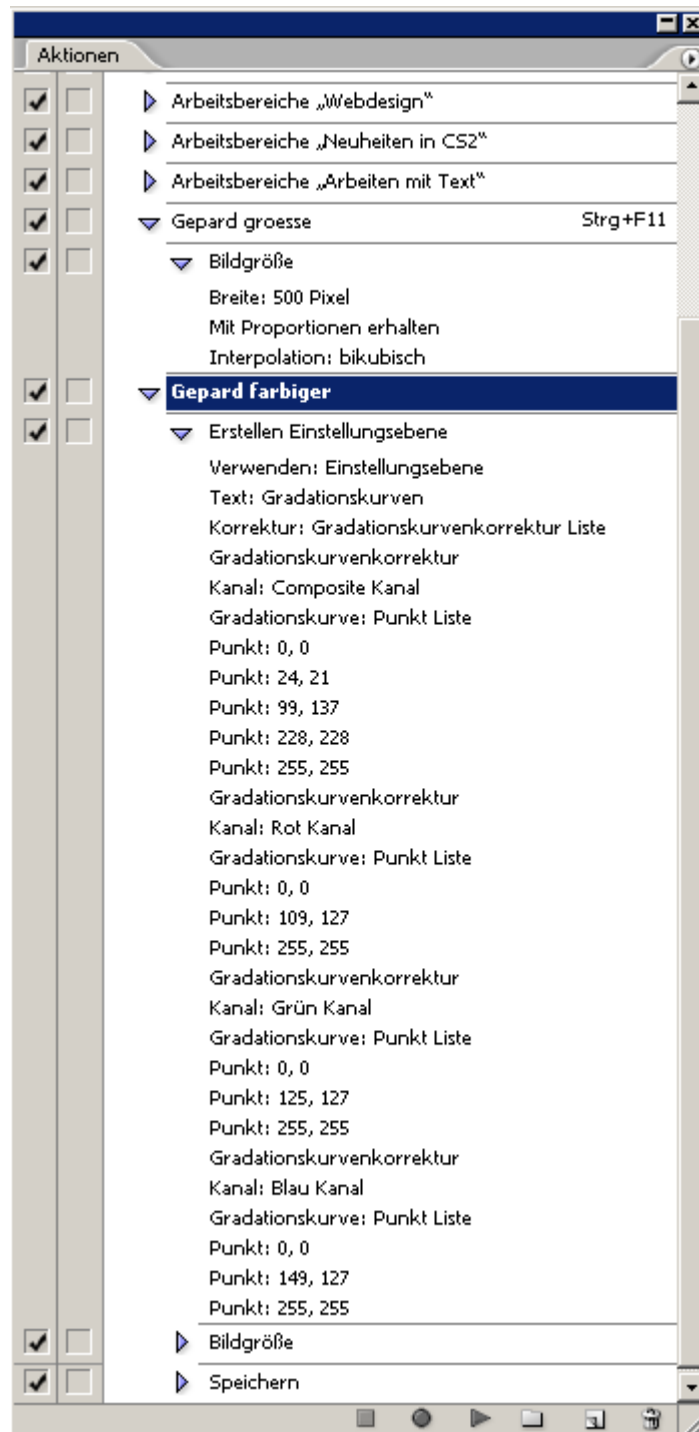 Aktionen
Arbeitsbereiche „Webdesign“
Arbeitsbereiche „Neuheiten in CS2“
Arbeitsbereiche „Arbeiten mit Text“
Gepard groesse Strg+F11
Bildgröße
Breite: 500 Pixel
Mit Proportionen erhalten
Interpolation: bikubisch
Gepard farbiger
Erstellen Einstellungsebene
Verwenden: Einstellungsebene
Text: Gradationskurven
Korrektur: Gradationskurvenkorrektur Liste
Gradationskurvenkorrektur
Kanal: Composite Kanal
Gradationskurve: Punkt Liste
Punkt: 0, 0
Punkt: 24, 21
Punkt: 99, 137
Punkt: 228, 228
Punkt: 255, 255
Gradationskurvenkorrektur
Kanal: Rot Kanal
Gradationskurve: Punkt Liste
Punkt: 0, 0
Punkt: 109, 127
Punkt: 255, 255
Gradationskurvenkorrektur
Kanal: Grün Kanal
Gradationskurve: Punkt Liste
Punkt: 0, 0
Punkt: 125, 127
Punkt: 255, 255
Gradationskurvenkorrektur
Kanal: Blau Kanal
Gradationskurve: Punkt Liste
Punkt: 0, 0
Punkt: 149, 127
Punkt: 255, 255
Bildgröße
Speichern